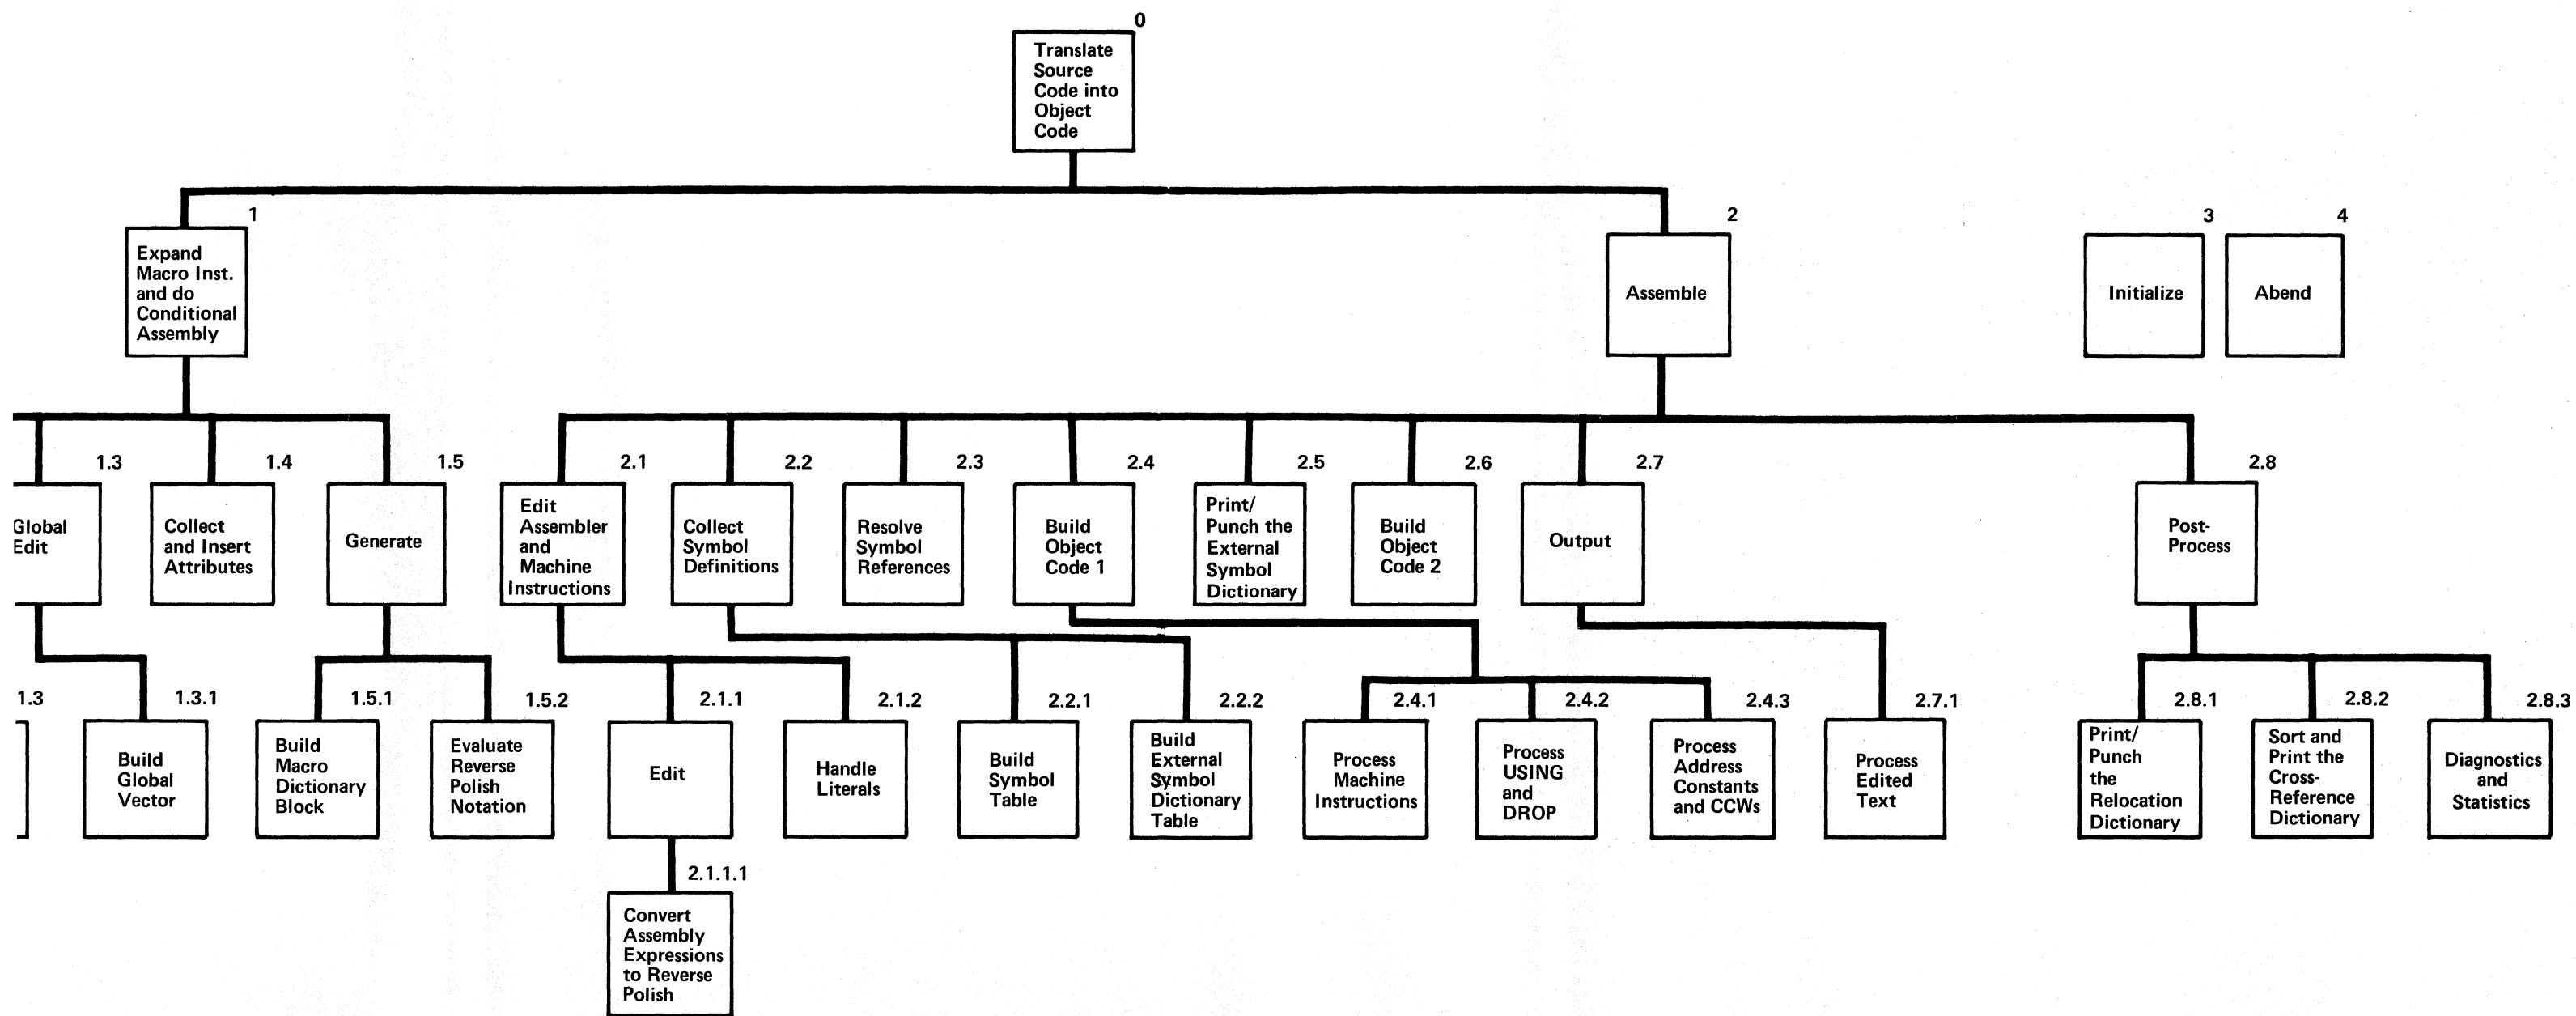 0
Translate
Source
Code into
Object
Code
1
Expand
Macro Inst.
and do
Conditional
Assembly
2
Assemble
3
Initialize
4
Abend
1.3
Global
Edit
1.4
Collect
and Insert
Attributes
1.5
Generate
2.1
Edit
Assembler
and
Machine
Instructions
2.2
Collect
Symbol
Definitions
2.3
Resolve
Symbol
References
2.4
Build
Object
Code 1
2.5
Print/
Punch the
External
Symbol
Dictionary
2.6
Build
Object
Code 2
2.7
Output
2.8
Post-
Process
1.3
1.3.1
Build
Global
Vector
1.5.1
Build
Macro
Dictionary
Block
1.5.2
Evaluate
Reverse
Polish
Notation
2.1.1
Edit
2.1.2
Handle
Literals
2.2.1
Build
Symbol
Table
2.2.2
Build
External
Symbol
Dictionary
Table
2.4.1
Process
Machine
Instructions
2.4.2
Process
USING
and
DROP
2.4.3
Process
Address
Constants
and CCWs
2.7.1
Process
Edited
Text
2.8.1
Print/
Punch
the
Relocation
Dictionary
2.8.2
Sort and
Print the
Cross-
Reference
Dictionary
2.8.3
Diagnostics
and
Statistics
2.1.1.1
Convert
Assembly
Expressions
to Reverse
Polish